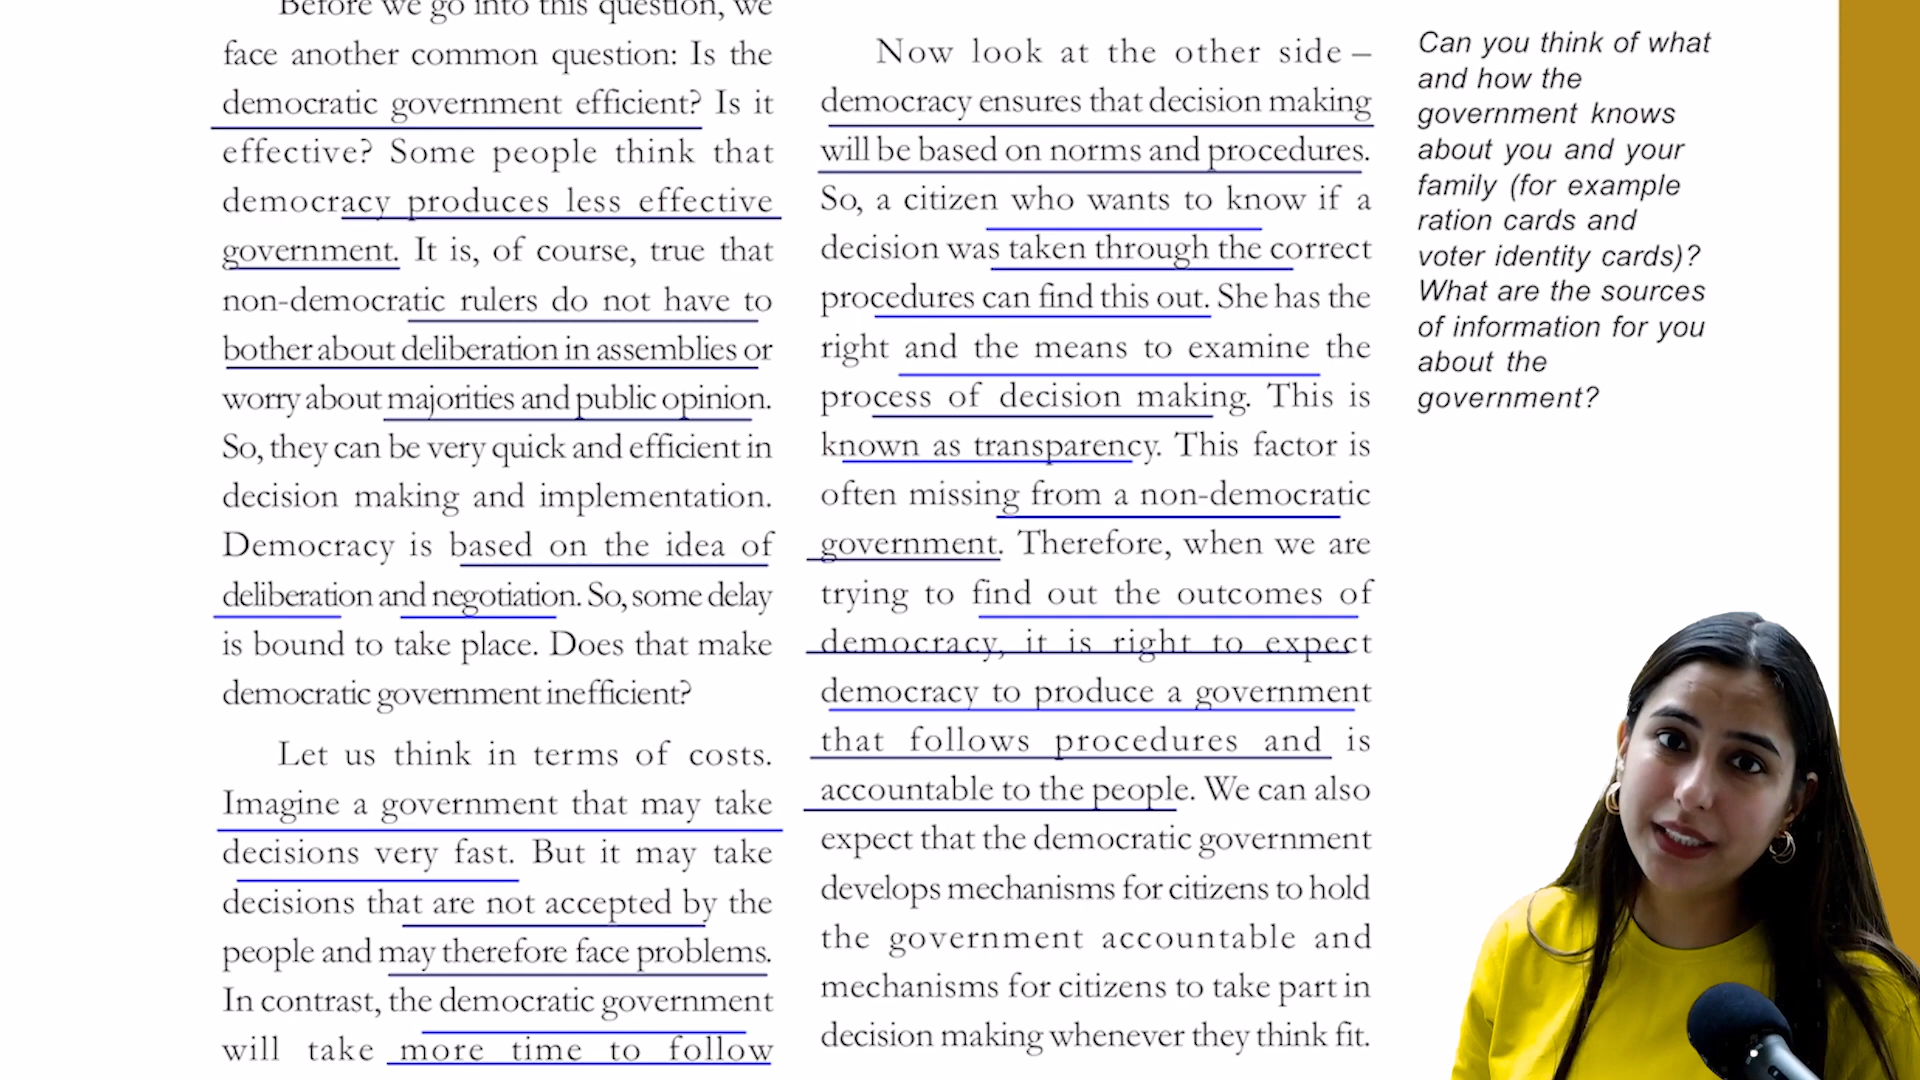 Before we go into this question, we
face another common question: Is the
democratic government efficient? Is it
effective? Some people think that
democracy produces less effective
government. It is, of course, true that
non-democratic rulers do not have to
bother about deliberation in assemblies or
worry about majorities and public opinion.
So, they can be very quick and efficient in
decision making and implementation.
Democracy is based on the idea of
deliberation and negotiation. So, some delay
is bound to take place. Does that make
democratic government inefficient?
Let us think in terms of costs.
Imagine a government that may take
decisions very fast. But it may take
decisions that are not accepted by the
people and may therefore face problems.
In contrast, the democratic government
will take more time to follow
Now look at the other side –
democracy ensures that decision making
will be based on norms and procedures.
So, a citizen who wants to know if a
decision was taken through the correct
procedures can find this out. She has the
right and the means to examine the
process of decision making. This is
known as transparency. This factor is
often missing from a non-democratic
government. Therefore, when we are
trying to find out the outcomes of
democracy, it is right to expect
democracy to produce a government
that follows procedures and is
accountable to the people. We can also
expect that the democratic government
develops mechanisms for citizens to hold
the government accountable and
mechanisms for citizens to take part in
decision making whenever they think fit.
Can you think of what
and how the
government knows
about you and your
family (for example
ration cards and
voter identity cards)?
What are the sources
of information for you
about the
government?